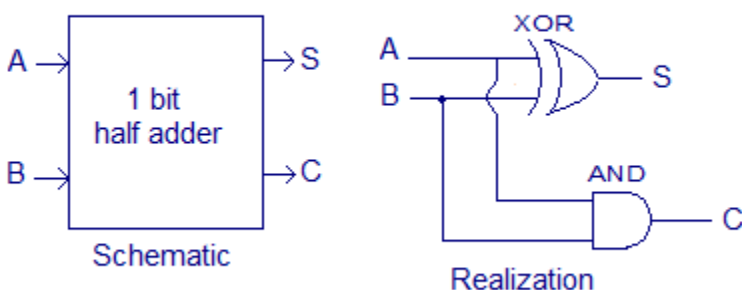 A
B
1 bit
half adder
S
C
Schematic
XOR
A
B
S
AND
C
Realization